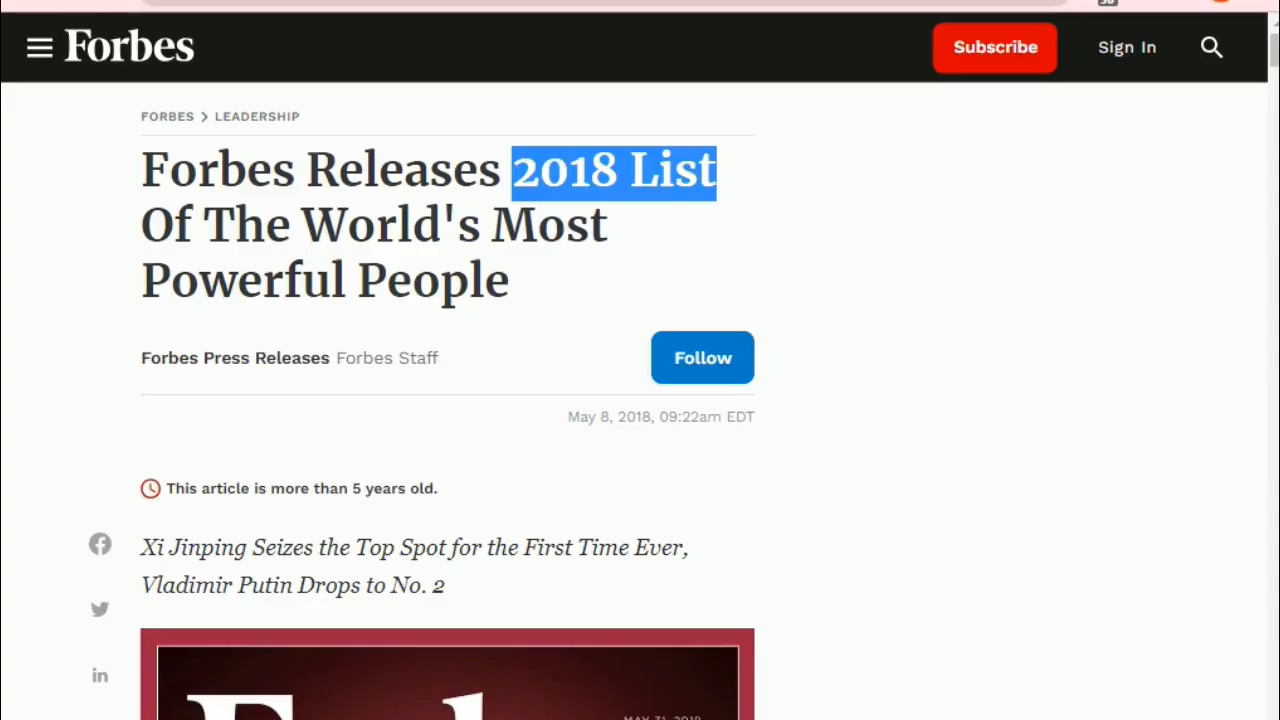 Forbes
Subscribe
Sign In
FORBES > LEADERSHIP
Forbes Releases 2018 List
Of The World's Most
Powerful People
Forbes Press Releases Forbes Staff
Follow
May 8, 2018, 09:22am EDT
This article is more than 5 years old.
Xi Jinping Seizes the Top Spot for the First Time Ever,
Vladimir Putin Drops to No. 2